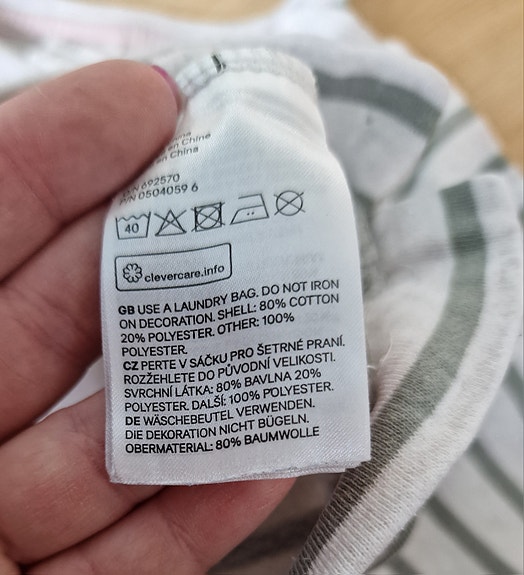 en China
en China
692570
0504059 6
40
clevercare.info
GB USE A LAUNDRY BAG. DO NOT IRON
ON DECORATION. SHELL: 80% COTTON
20% POLYESTER. OTHER: 100%
POLYESTER.
CZ PERTE V SÁČKU PRO ŠETRNÉ PRANÍ.
ROZŽEHLETE DO PŮVODNÍ VELIKOSTI.
SVRCHNÍ LÁTKA: 80% BAVLNA 20%
POLYESTER. DALŠÍ: 100% POLYESTER.
DE WÄSCHEBEUTEL VERWENDEN.
DIE DEKORATION NICHT BÜGELN.
OBERMATERIAL: 80% BAUMWOLLE